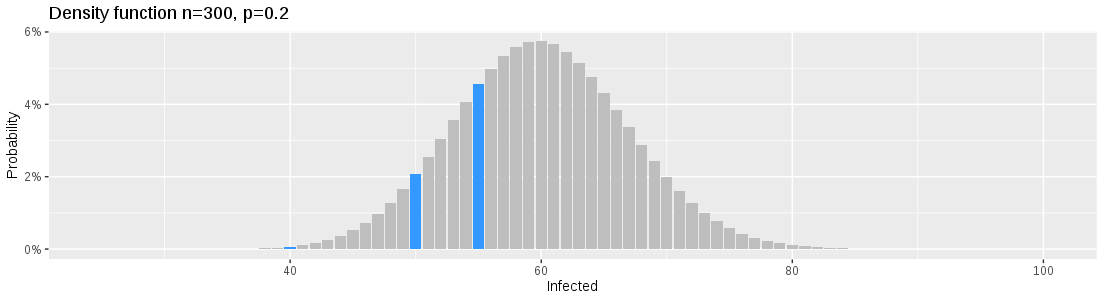 Density function n=300, p=0.2
Probability
6%
4%
2%
0%
40 60 80 100
Infected